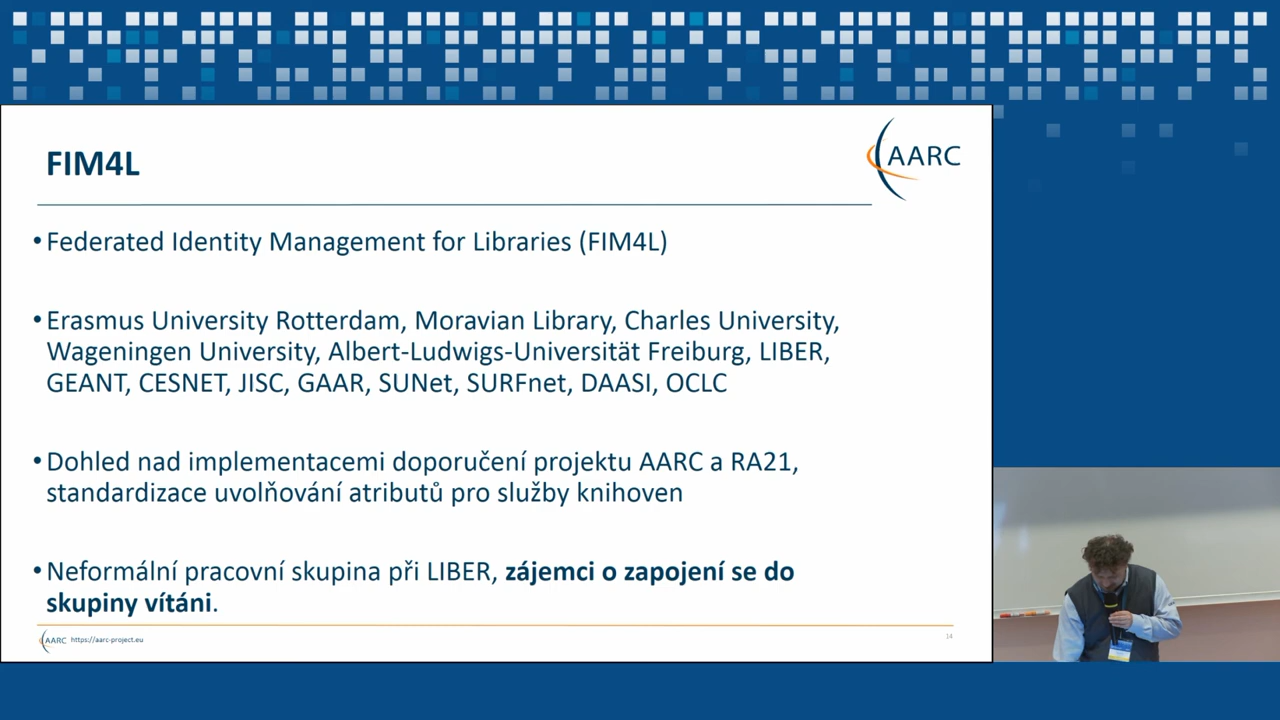 FIM4L
AARC
•Federated Identity Management for Libraries (FIM4L)
•Erasmus University Rotterdam, Moravian Library, Charles University,
Wageningen University, Albert-Ludwigs-Universität Freiburg, LIBER,
GEANT, CESNET, JISC, GAAR, SUNet, SURFnet, DAASI, OCLC
•Dohled nad implementacemi doporučení projektu AARC a RA21,
standardizace uvolňování atributů pro služby knihoven
•Neformální pracovní skupina při LIBER, zájemci o zapojení se do
skupiny vítáni.
AARC https://aarc-project.eu
14